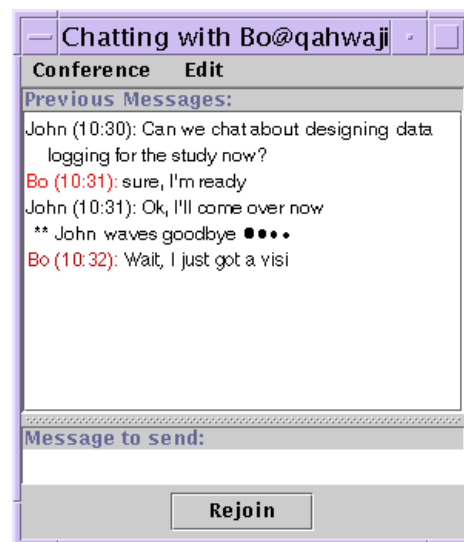 Chatting with Bo@qahwaji
Conference Edit
Previous Messages:
John (10:30): Can we chat about designing data
logging for the study now?
Bo (10:31): sure, I'm ready
John (10:31): Ok, I'll come over now
** John waves goodbye ●●●●
Bo (10:32): Wait, I just got a visi
Message to send:
Rejoin